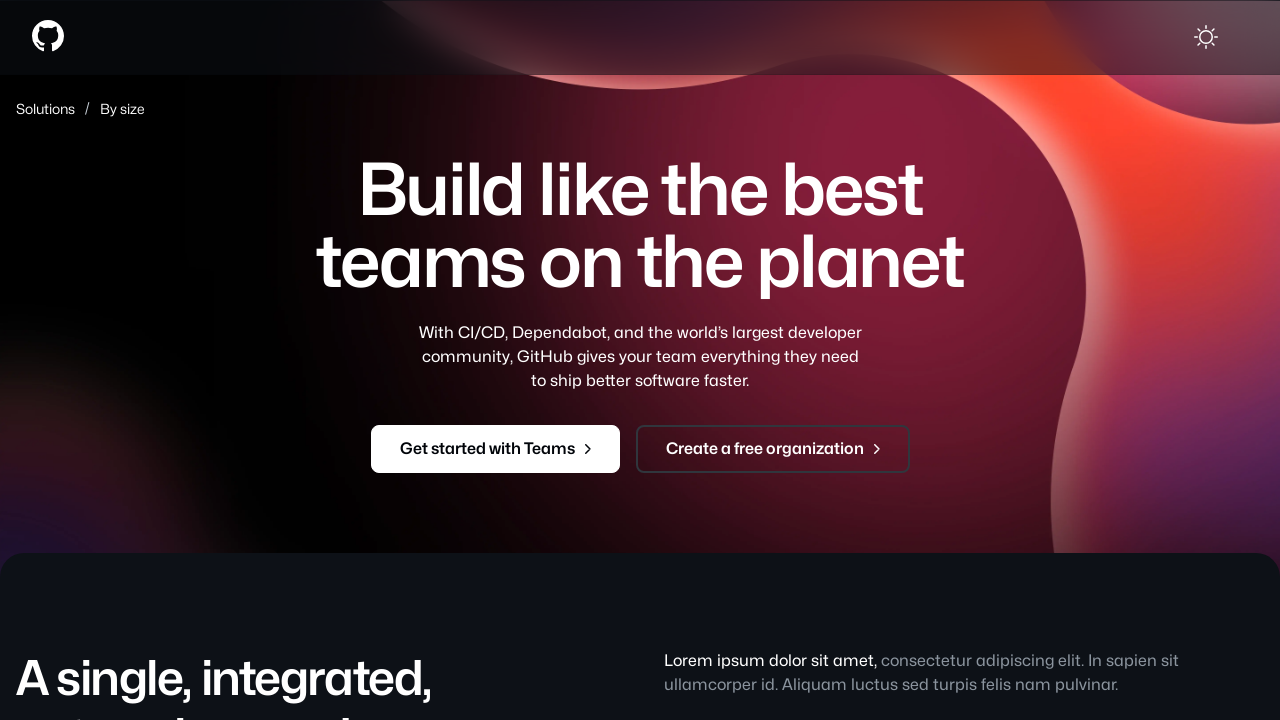 Solutions / By size
Build like the best
teams on the planet
With CI/CD, Dependabot, and the world’s largest developer
community, GitHub gives your team everything they need
to ship better software faster.
Get started with Teams
Create a free organization
A single, integrated,
Lorem ipsum dolor sit amet, consectetur adipiscing elit. In sapien sit
ullamcorper id. Aliquam luctus sed turpis felis nam pulvinar.